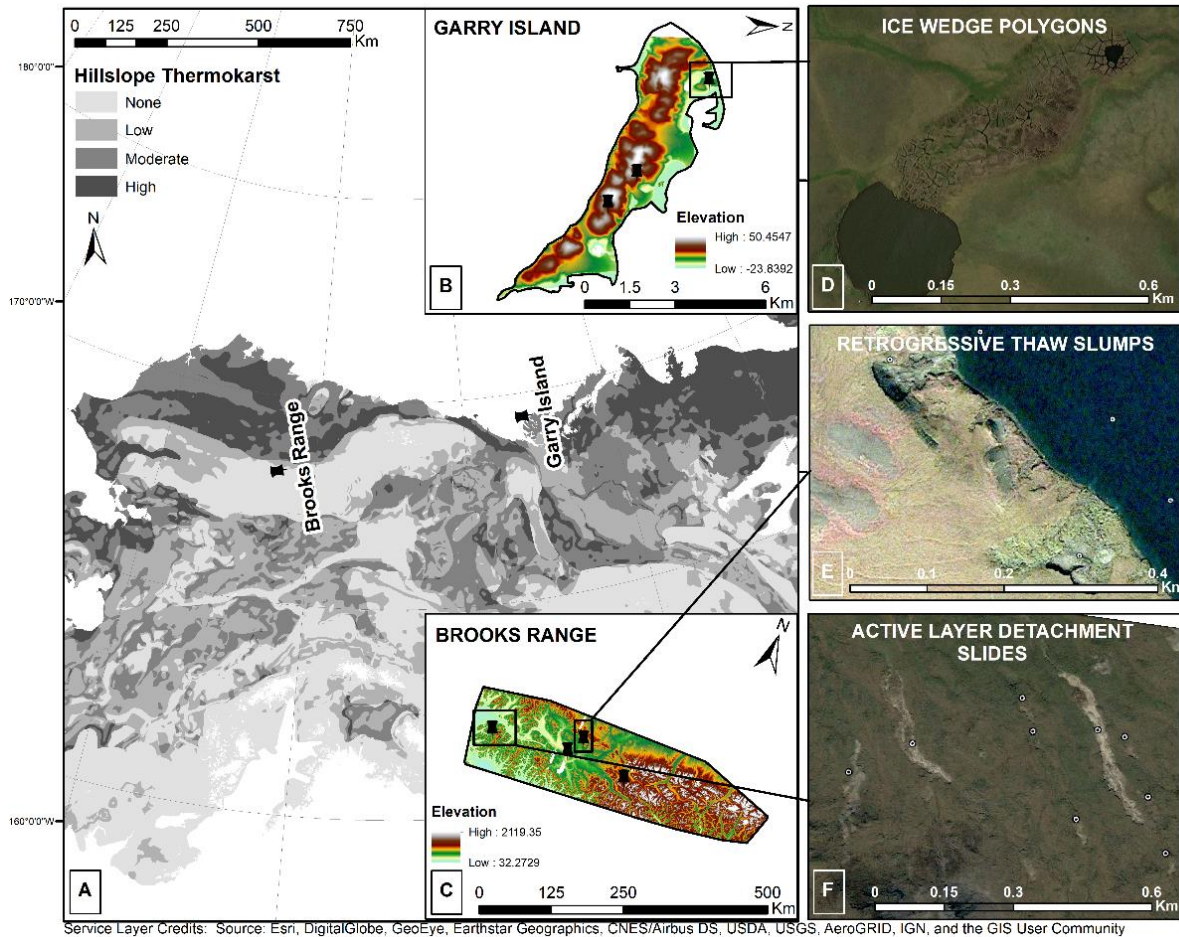 0 125 250 500 750
Km
Hillslope Thermokarst
None
Low
Moderate
High
N
180°0'0"
170°0'0"W
160°0'0"W
Brooks Range
Garry Island
A
GARRY ISLAND
N
Elevation
High : 50.4547
Low : -23.8392
0 1.5 3 6
Km
B
BROOKS RANGE
N
Elevation
High : 2119.35
Low : 32.2729
0 125 250 500
Km
C
ICE WEDGE POLYGONS
0 0.15 0.3 0.6
Km
D
RETROGRESSIVE THAW SLUMPS
0 0.1 0.2 0.4
Km
E
ACTIVE LAYER DETACHMENT
SLIDES
0 0.15 0.3 0.6
Km
F
Service Layer Credits: Source: Esri, DigitalGlobe, GeoEye, Earthstar Geographics, CNES/Airbus DS, USDA, USGS, AeroGRID, IGN, and the GIS User Community